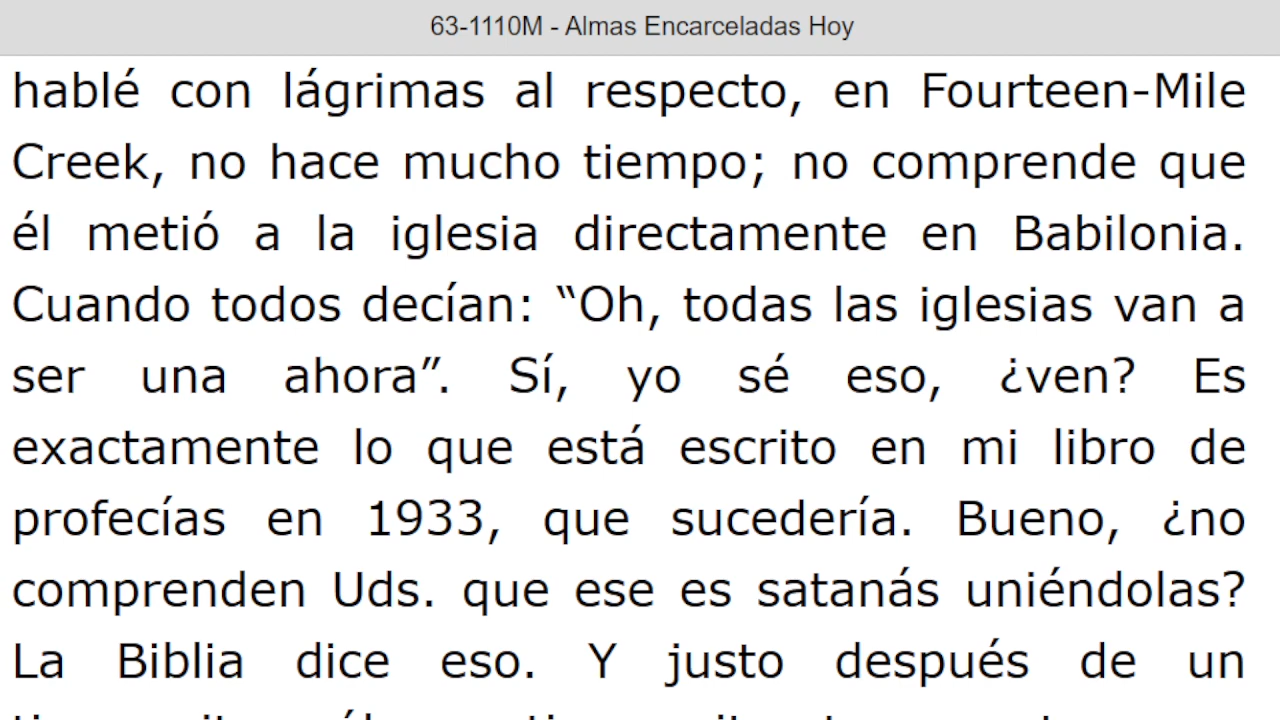 63-1110M - Almas Encarceladas Hoy
hablé con lágrimas al respecto, en Fourteen-Mile
Creek, no hace mucho tiempo; no comprende que
él metió a la iglesia directamente en Babilonia.
Cuando todos decían: “Oh, todas las iglesias van a
ser una ahora”. Sí, yo sé eso, ¿ven? Es
exactamente lo que está escrito en mi libro de
profecías en 1933, que sucedería. Bueno, ¿no
comprenden Uds. que ese es satanás uniéndolas?
La Biblia dice eso. Y justo después de un